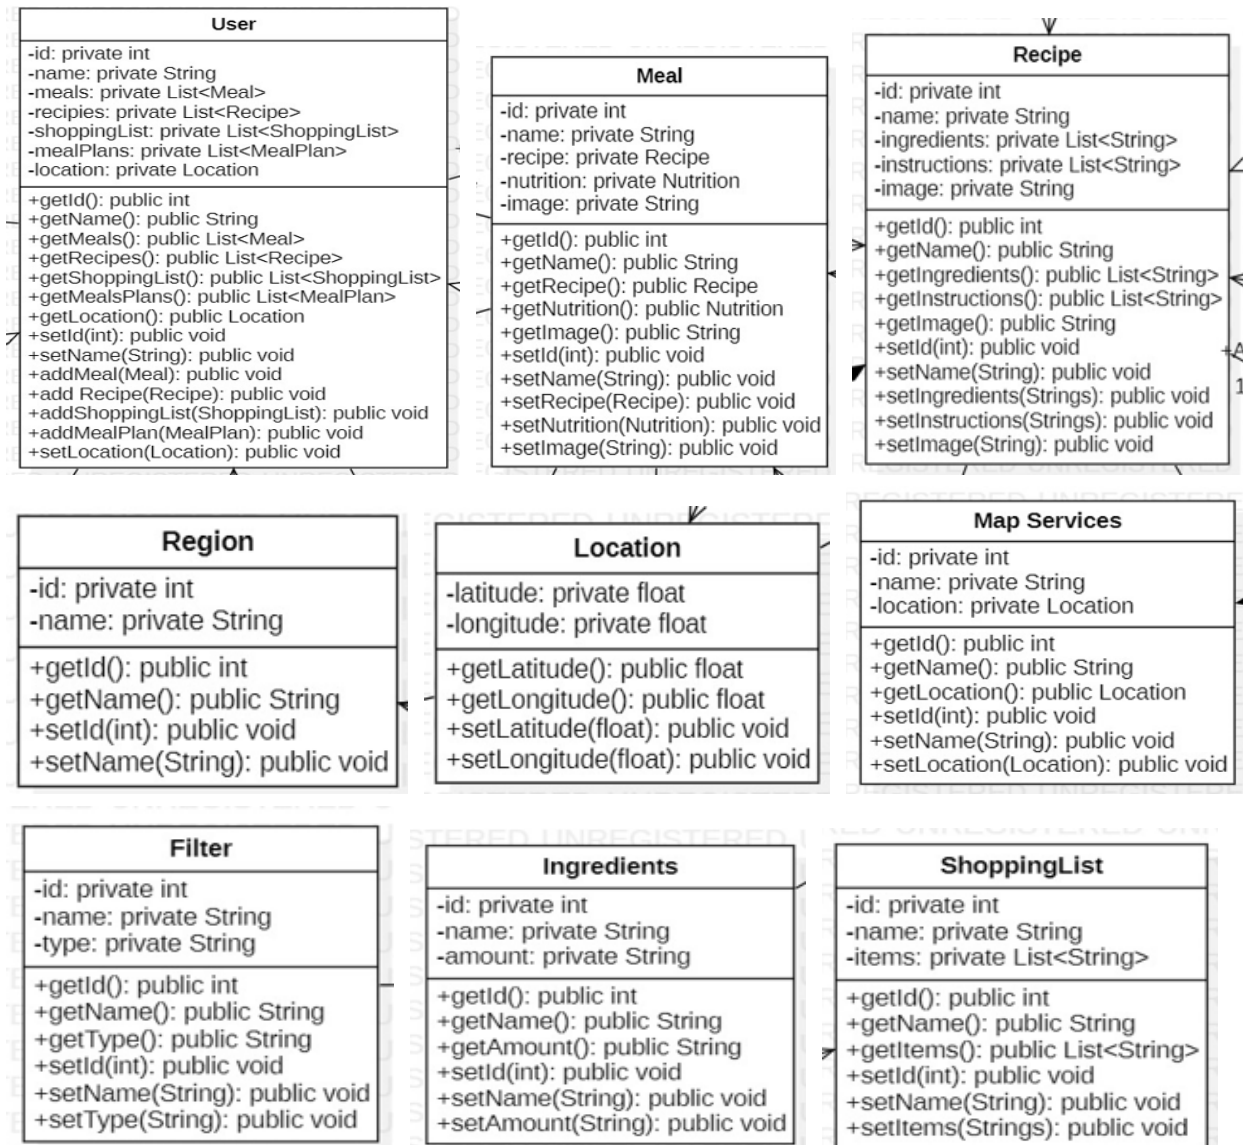 User
-id: private int
-name: private String
-meals: private List<Meal>
-recipies: private List<Recipe>
-shoppingList: private List<ShoppingList>
-mealPlans: private List<MealPlan>
-location: private Location
+getId(): public int
+getName(): public String
+getMeals(): public List<Meal>
+getRecipes(): public List<Recipe>
+getShoppingList(): public List<ShoppingList>
+getMealsPlans(): public List<MealPlan>
+getLocation(): public Location
+setId(int): public void
+setName(String): public void
+addMeal(Meal): public void
+add Recipe(Recipe): public void
+addShoppingList(ShoppingList): public void
+addMealPlan(MealPlan): public void
+setLocation(Location): public void
Meal
-id: private int
-name: private String
-recipe: private Recipe
-nutrition: private Nutrition
-image: private String
+getId(): public int
+getName(): public String
+getRecipe(): public Recipe
+getNutrition(): public Nutrition
+getImage(): public String
+setId(int): public void
+setName(String): public void
+setRecipe(Recipe): public void
+setNutrition(Nutrition): public void
+setImage(String): public void
Recipe
-id: private int
-name: private String
-ingredients: private List<String>
-instructions: private List<String>
-image: private String
+getId(): public int
+getName(): public String
+getIngredients(): public List<String>
+getInstructions(): public List<String>
+getImage(): public String
+setId(int): public void
+setName(String): public void
+setIngredients(Strings): public void
+setInstructions(Strings): public void
+setImage(String): public void
+A
1
Region
-id: private int
-name: private String
+getId(): public int
+getName(): public String
+setId(int): public void
+setName(String): public void
Location
-latitude: private float
-longitude: private float
+getLatitude(): public float
+getLongitude(): public float
+setLatitude(float): public void
+setLongitude(float): public void
Map Services
-id: private int
-name: private String
-location: private Location
+getId(): public int
+getName(): public String
+getLocation(): public Location
+setId(int): public void
+setName(String): public void
+setLocation(Location): public void
Filter
-id: private int
-name: private String
-type: private String
+getId(): public int
+getName(): public String
+getType(): public String
+setId(int): public void
+setName(String): public void
+setType(String): public void
Ingredients
-id: private int
-name: private String
-amount: private String
+getId(): public int
+getName(): public String
+getAmount(): public String
+setId(int): public void
+setName(String): public void
+setAmount(String): public void
ShoppingList
-id: private int
-name: private String
-items: private List<String>
+getId(): public int
+getName(): public String
+getItems(): public List<String>
+setId(int): public void
+setName(String): public void
+setItems(Strings): public void